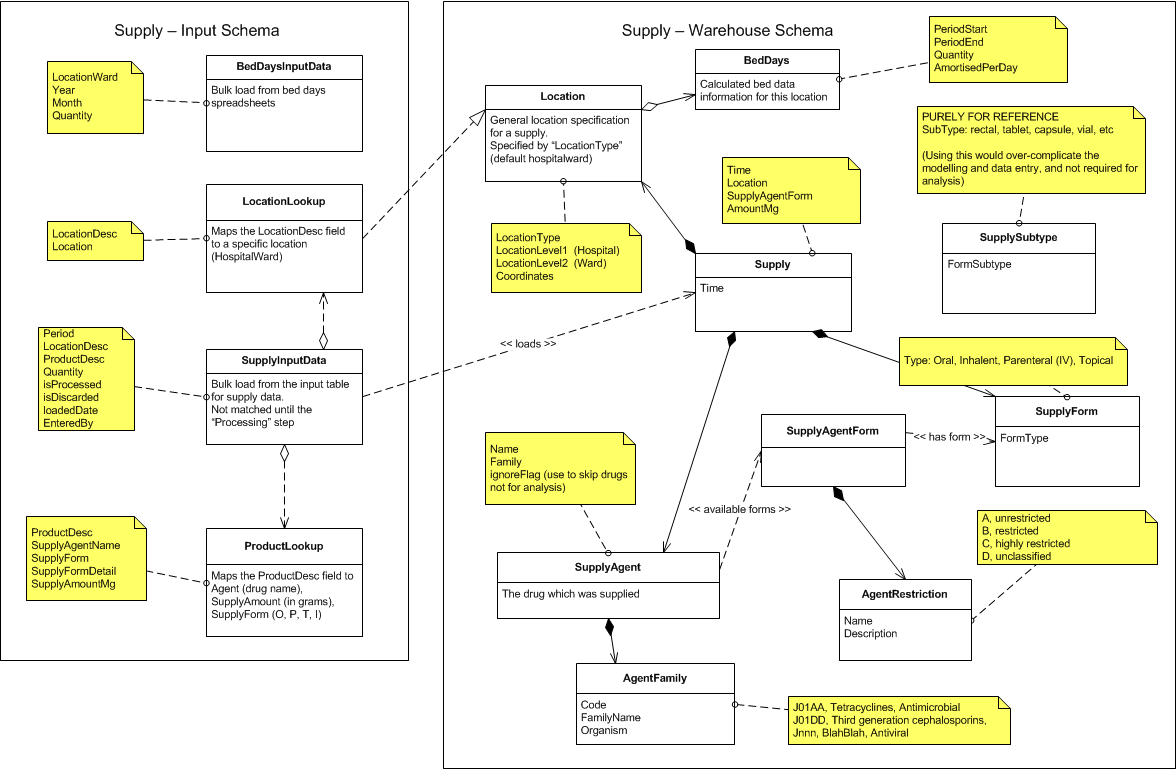 Supply – Input Schema
LocationWard
Year
Month
Quantity
BedDaysInputData
Bulk load from bed days
spreadsheets
LocationDesc
Location
LocationLookup
Maps the LocationDesc field
to a specific location
(HospitalWard)
Period
LocationDesc
ProductDesc
Quantity
isProcessed
isDiscarded
loadedDate
EnteredBy
SupplyInputData
Bulk load from the input table
for supply data.
Not matched until the
“Processing” step
ProductDesc
SupplyAgentName
SupplyForm
SupplyFormDetail
SupplyAmountMg
ProductLookup
Maps the ProductDesc field to
Agent (drug name),
SupplyAmount (in grams),
SupplyForm (O, P, T, I)
Supply – Warehouse Schema
PeriodStart
PeriodEnd
Quantity
AmortisedPerDay
BedDays
Calculated bed data
information for this location
Location
General location specification
for a supply.
Specified by “LocationType”
(default hospitalward)
PURELY FOR REFERENCE
SubType: rectal, tablet, capsule, vial, etc
(Using this would over-complicate the
modelling and data entry, and not required for
analysis)
Time
Location
SupplyAgentForm
AmountMg
LocationType
LocationLevel1 (Hospital)
LocationLevel2 (Ward)
Coordinates
SupplySubtype
FormSubtype
Supply
Time
<< loads >>
Type: Oral, Inhalent, Parenteral (IV), Topical
SupplyForm
FormType
SupplyAgentForm
<< has form >>
Name
Family
ignoreFlag (use to skip drugs
not for analysis)
<< available forms >>
A, unrestricted
B, restricted
C, highly restricted
D, unclassified
SupplyAgent
The drug which was supplied
AgentRestriction
Name
Description
AgentFamily
Code
FamilyName
Organism
J01AA, Tetracyclines, Antimicrobial
J01DD, Third generation cephalosporins,
Jnnn, BlahBlah, Antiviral